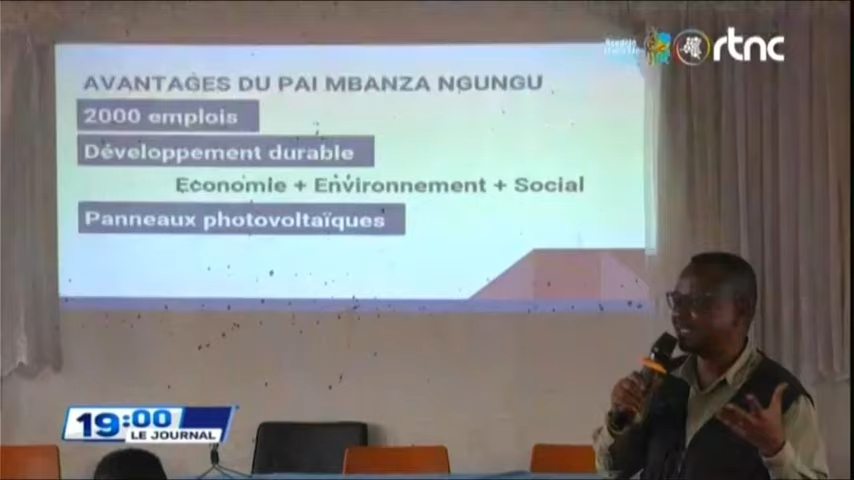 rtnc
AVANTAGES DU PAI MBANZA NGUNGU
2000 emplois
Développement durable
Economie + Environnement + Social
Panneaux photovoltaïques
19:00
LE JOURNAL